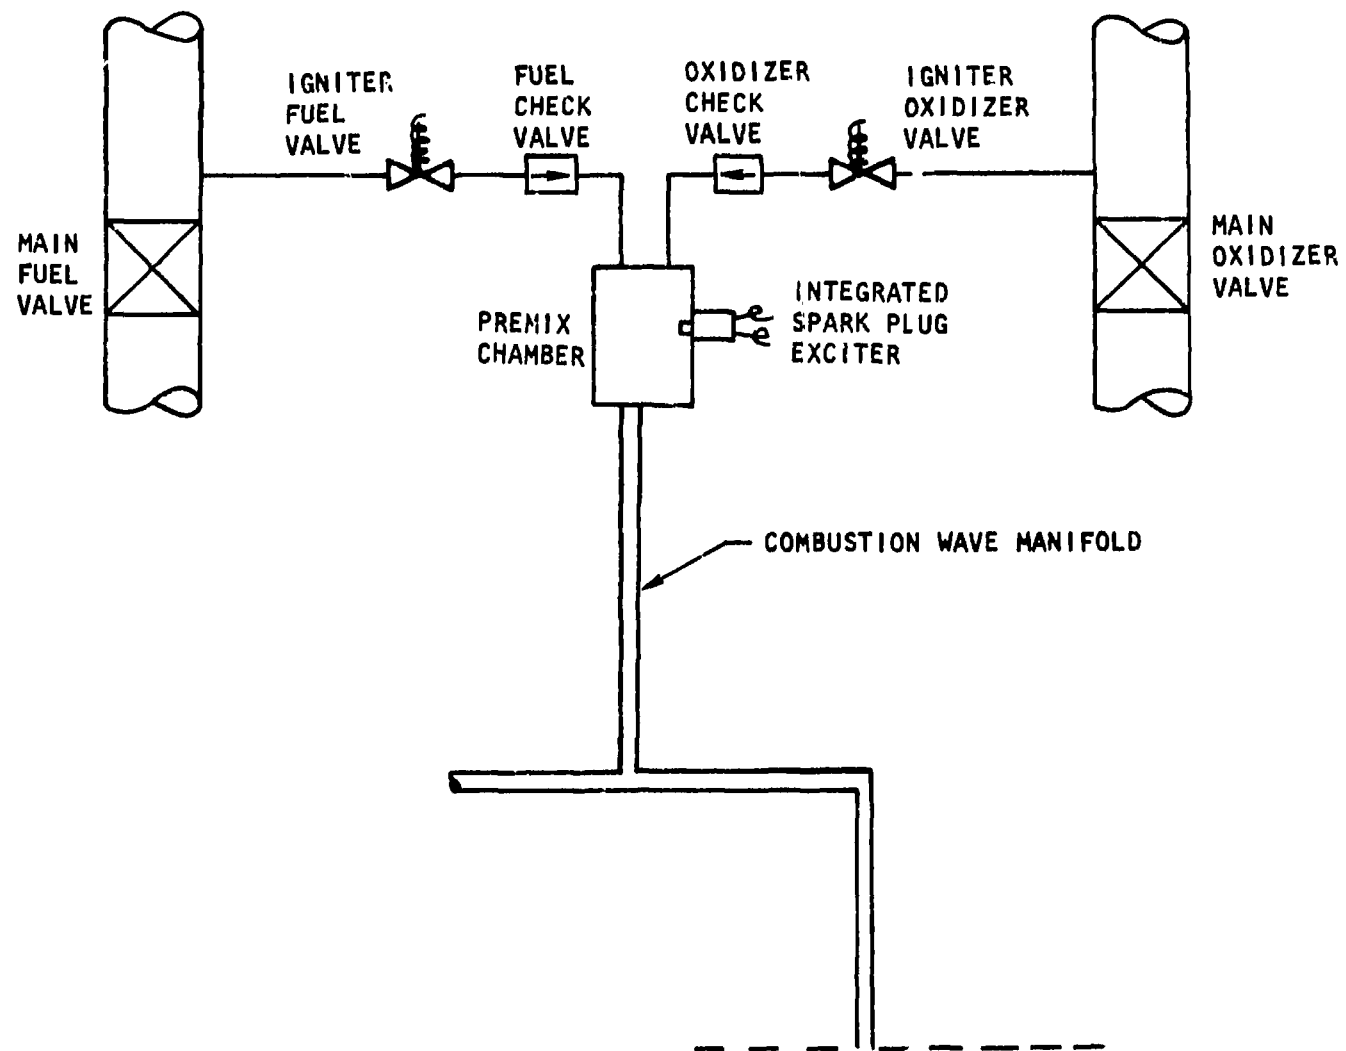 IGNITER
FUEL
VALVE
FUEL
CHECK
VALVE
OXIDIZER
CHECK
VALVE
IGNITER
OXIDIZER
VALVE
MAIN
FUEL
VALVE
MAIN
OXIDIZER
VALVE
PREMIX
CHAMBER
INTEGRATED
SPARK PLUG
EXCITER
COMBUSTION WAVE MANIFOLD